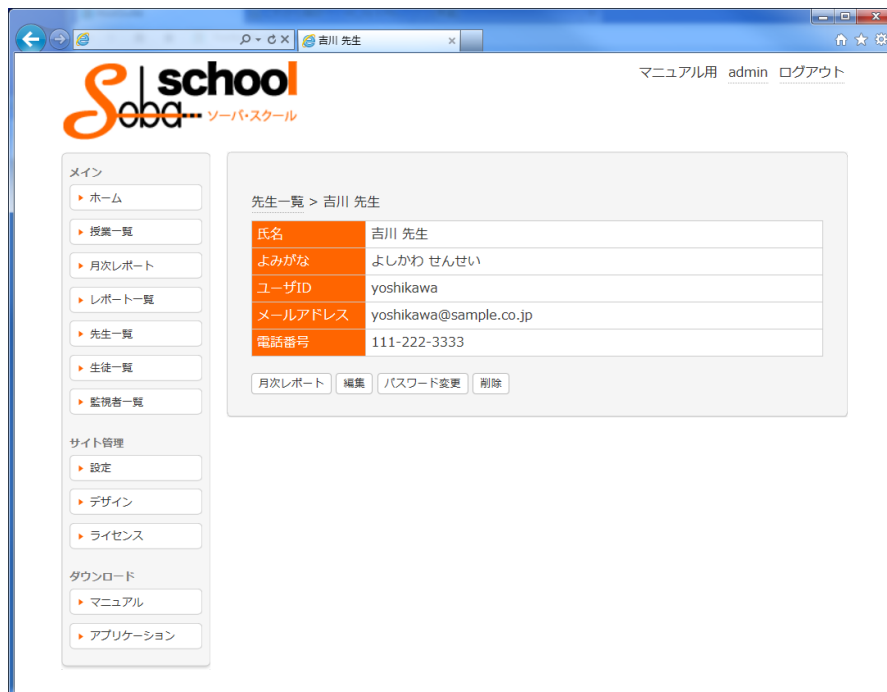 吉川 先生
マニュアル用 admin ログアウト
Soba school
ソーバ・スクール
メイン
ホーム
授業一覧
月次レポート
レポート一覧
先生一覧
生徒一覧
監視者一覧
サイト管理
設定
デザイン
ライセンス
ダウンロード
マニュアル
アプリケーション
先生一覧 > 吉川 先生
氏名 吉川 先生
よみがな よしかわ せんせい
ユーザID yoshikawa
メールアドレス yoshikawa@sample.co.jp
電話番号 111-222-3333
月次レポート 編集 パスワード変更 削除